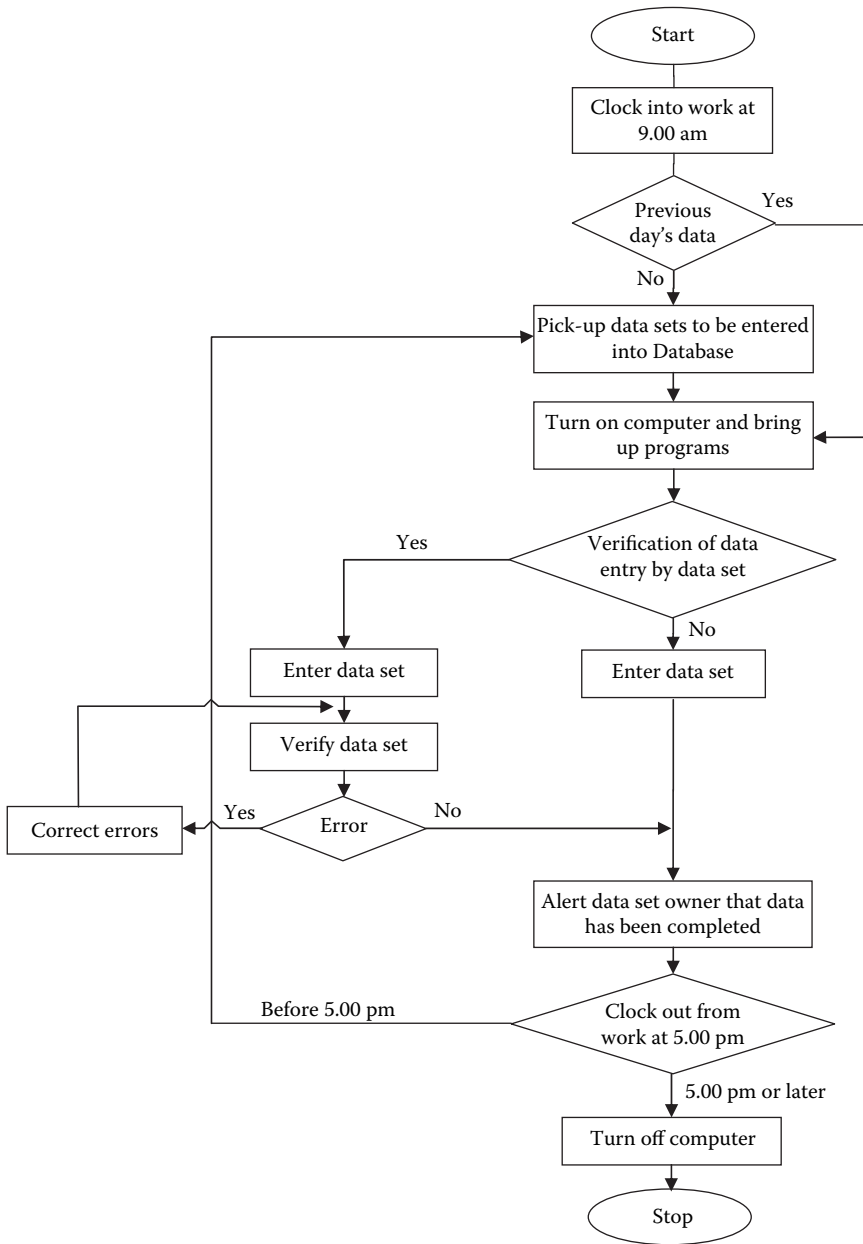 Start
Clock into work at
9.00 am
Previous
day's data
Yes
No
Pick-up data sets to be entered
into Database
Turn on computer and bring
up programs
Verification of data
entry by data set
Yes
No
Enter data set
Enter data set
Verify data set
Error
Yes
No
Correct errors
Alert data set owner that data
has been completed
Clock out from
work at 5.00 pm
Before 5.00 pm
5.00 pm or later
Turn off computer
Stop